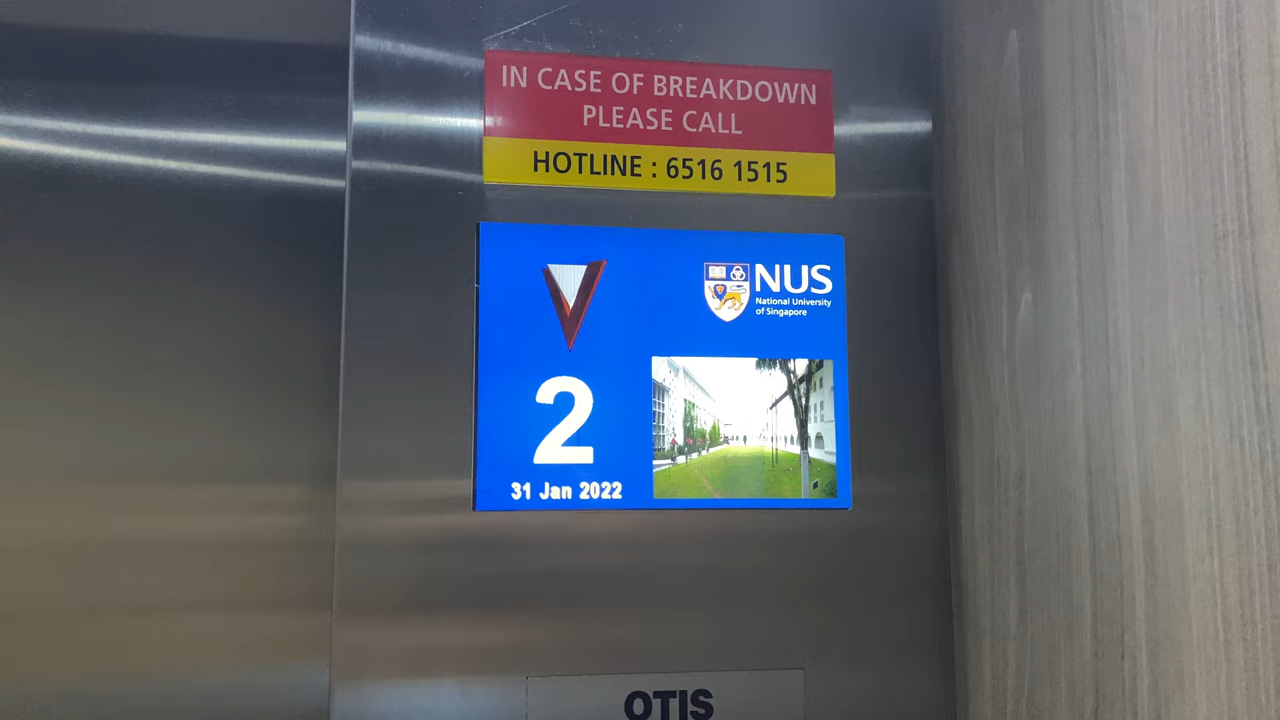 IN CASE OF BREAKDOWN
PLEASE CALL
HOTLINE : 6516 1515
NUS
National University
of Singapore
2
31 Jan 2022
OTIS